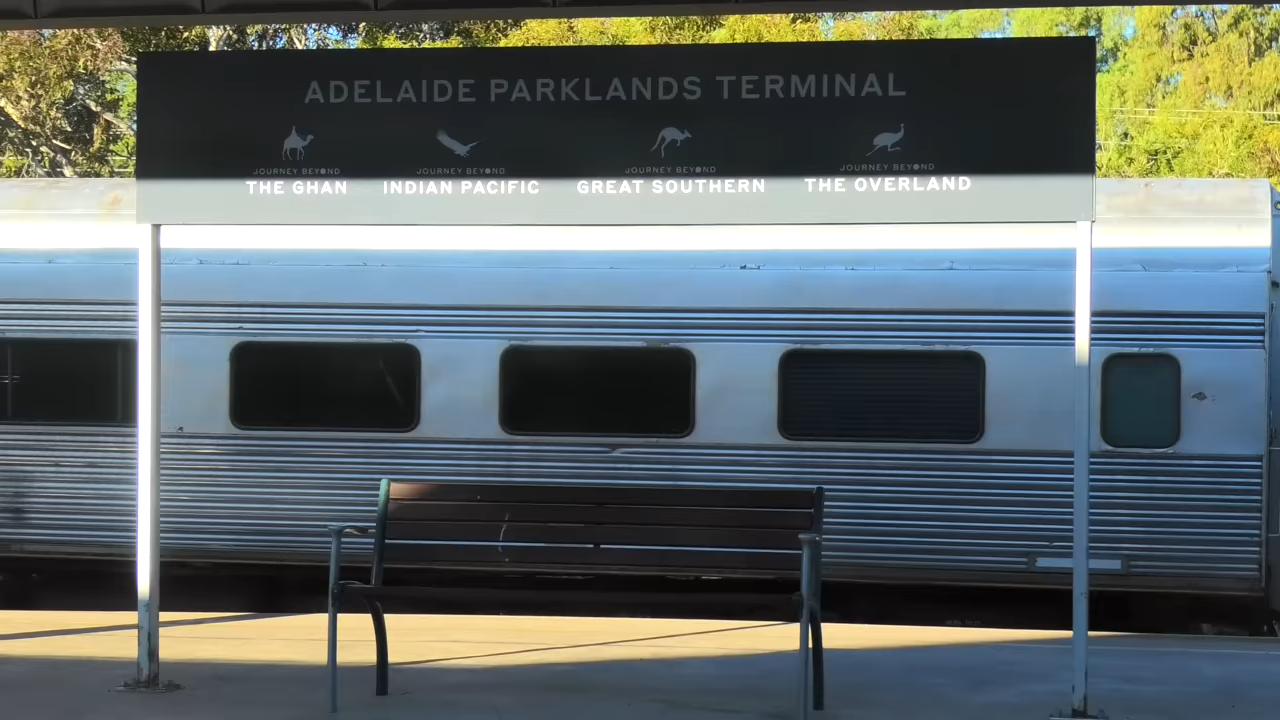 ADELAIDE PARKLANDS TERMINAL
JOURNEY BEYOND JOURNEY BEYOND JOURNEY BEYOND JOURNEY BEYOND
THE GHAN INDIAN PACIFIC GREAT SOUTHERN THE OVERLAND